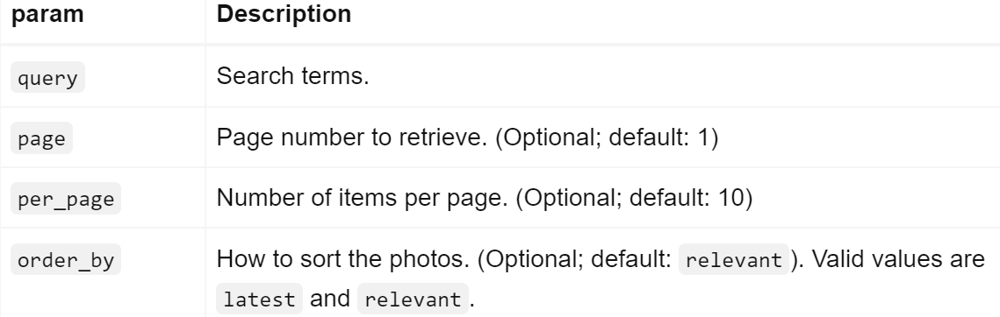 param Description
query Search terms.
page Page number to retrieve. (Optional; default: 1)
per_page Number of items per page. (Optional; default: 10)
order_by How to sort the photos. (Optional; default: relevant). Valid values are
latest and relevant.